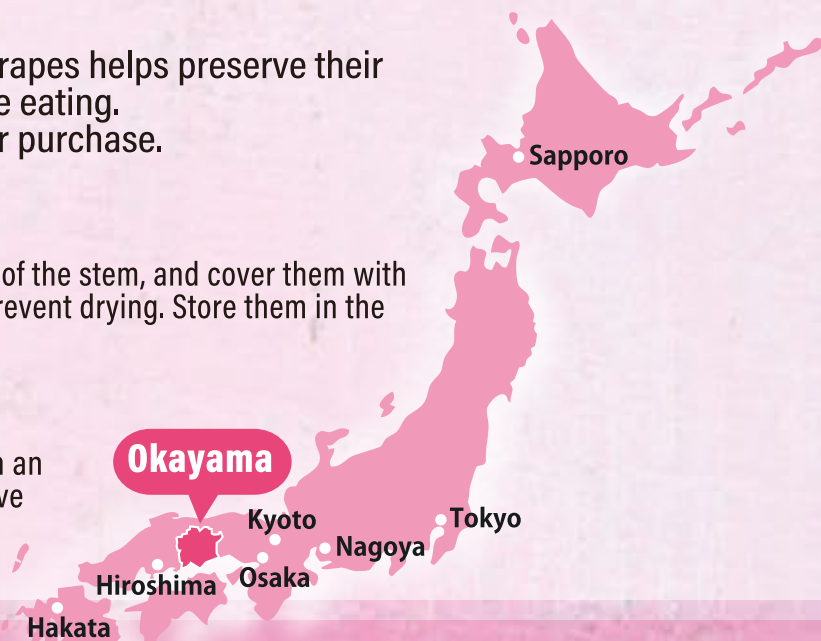 rapes helps preserve their
e eating.
r purchase.
Sapporo
of the stem, and cover them with
revent drying. Store them in the
n an
ve
Okayama
Kyoto
Tokyo
Nagoya
Hiroshima
Osaka
Hakata